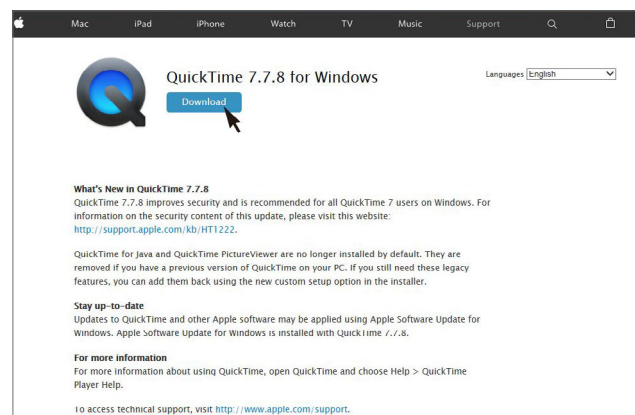 Mac iPad iPhone Watch TV Music Support
QuickTime 7.7.8 for Windows
Languages English
Download
What's New in QuickTime 7.7.8
QuickTime 7.7.8 improves security and is recommended for all QuickTime 7 users on Windows. For
information on the security content of this update, please visit this website:
http://support.apple.com/kb/HT1222.
QuickTime for Java and QuickTime PictureViewer are no longer installed by default. They are
removed if you have a previous version of QuickTime on your PC. If you still need these legacy
features, you can add them back using the new custom setup option in the installer.
Stay up-to-date
Updates to QuickTime and other Apple software may be applied using Apple Software Update for
Windows. Apple Software Update for Windows is installed with QuickTime 7.7.8.
For more information
For more information about using QuickTime, open QuickTime and choose Help > QuickTime
Player Help.
To access technical support, visit http://www.apple.com/support.